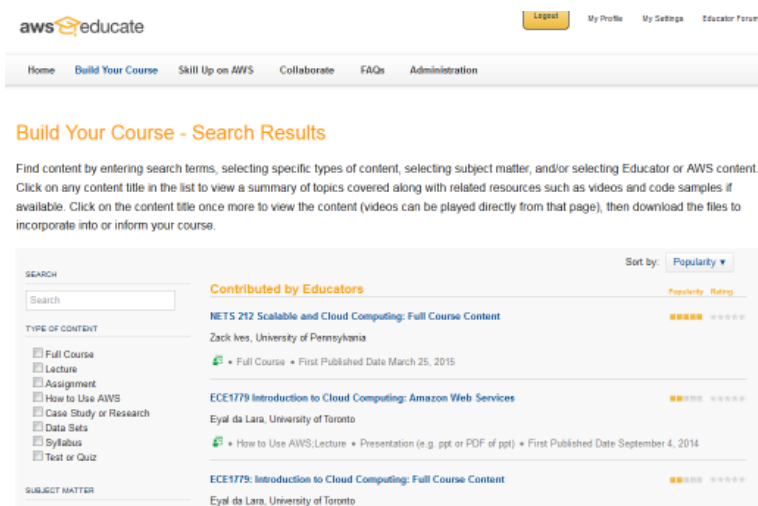 aws educate
Logout My Profile My Settings Educator Forum
Home Build Your Course Skill Up on AWS Collaborate FAQs Administration
Build Your Course - Search Results
Find content by entering search terms, selecting specific types of content, selecting subject matter, and/or selecting Educator or AWS content.
Click on any content title in the list to view a summary of topics covered along with related resources such as videos and code samples if
available. Click on the content title once more to view the content (videos can be played directly from that page), then download the files to
incorporate into or inform your course.
Sort by: Popularity ▾
SEARCH
Search
TYPE OF CONTENT
Full Course
Lecture
Assignment
How to Use AWS
Case Study or Research
Data Sets
Syllabus
Test or Quiz
SUBJECT MATTER
Contributed by Educators
Popularity Rating
NETS 212 Scalable and Cloud Computing: Full Course Content
Zack Ives, University of Pennsylvania
• Full Course • First Published Date March 25, 2015
ECE1779 Introduction to Cloud Computing: Amazon Web Services
Eyal da Lara, University of Toronto
• How to Use AWS;Lecture • Presentation (e.g. ppt or PDF of ppt) • First Published Date September 4, 2014
ECE1779: Introduction to Cloud Computing: Full Course Content
Eyal da Lara, University of Toronto